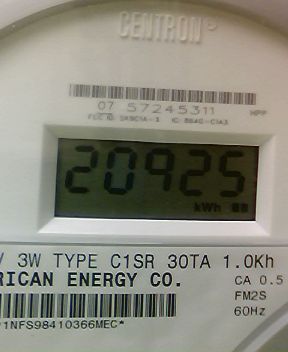 CENTRON®
07 57245311 HPP
20925
kWh
V 3W TYPE C1SR 30TA 1.0Kh
RICAN ENERGY CO. CA 0.5
FM2S
1NFS98410366MEC* 60Hz